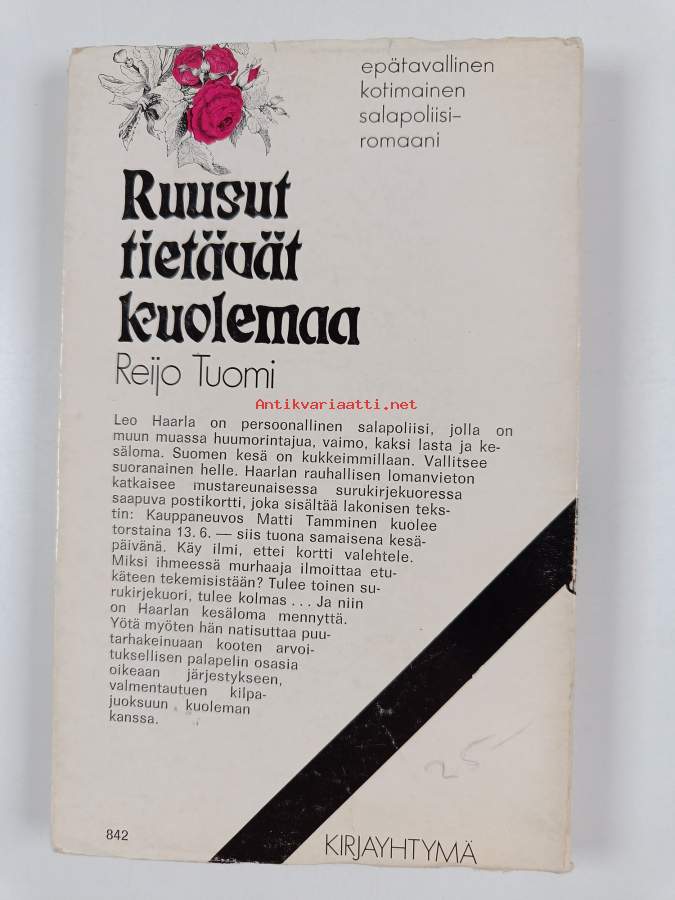 epätavallinen
kotimainen
salapoliisi-
romaani
Ruusut
tietävät
kuolemaa
Reijo Tuomi
Antikvariaatti.net
Leo Haarla on persoonallinen salapoliisi, jolla on
muun muassa huumorintajua, vaimo, kaksi lasta ja ke-
säloma. Suomen kesä on kukkeimmillaan. Vallitsee
suoranainen helle. Haarlan rauhallisen lomanvieton
katkaisee mustareunaisessa surukirjekuoressa
saapuva postikortti, joka sisältää lakonisen teks-
tin: Kauppaneuvos Matti Tamminen kuolee
torstaina 13.6. — siis tuona samaisena kesä-
päivänä. Käy ilmi, ettei kortti valehtele.
Miksi ihmeessä murhaaja ilmoittaa etu-
käteen tekemisistään? Tulee toinen su-
rukirjekuori, tulee kolmas ... Ja niin
on Haarlan kesäloma mennyttä.
Yötä myöten hän natisuttaa puu-
tarhakeinuaan kooten arvoi-
tuksellisen palapelin osasia
oikeaan järjestykseen,
valmentautuen kilpa-
juoksuun kuoleman
kanssa.
25-
842
KIRJAYHTYMÄ